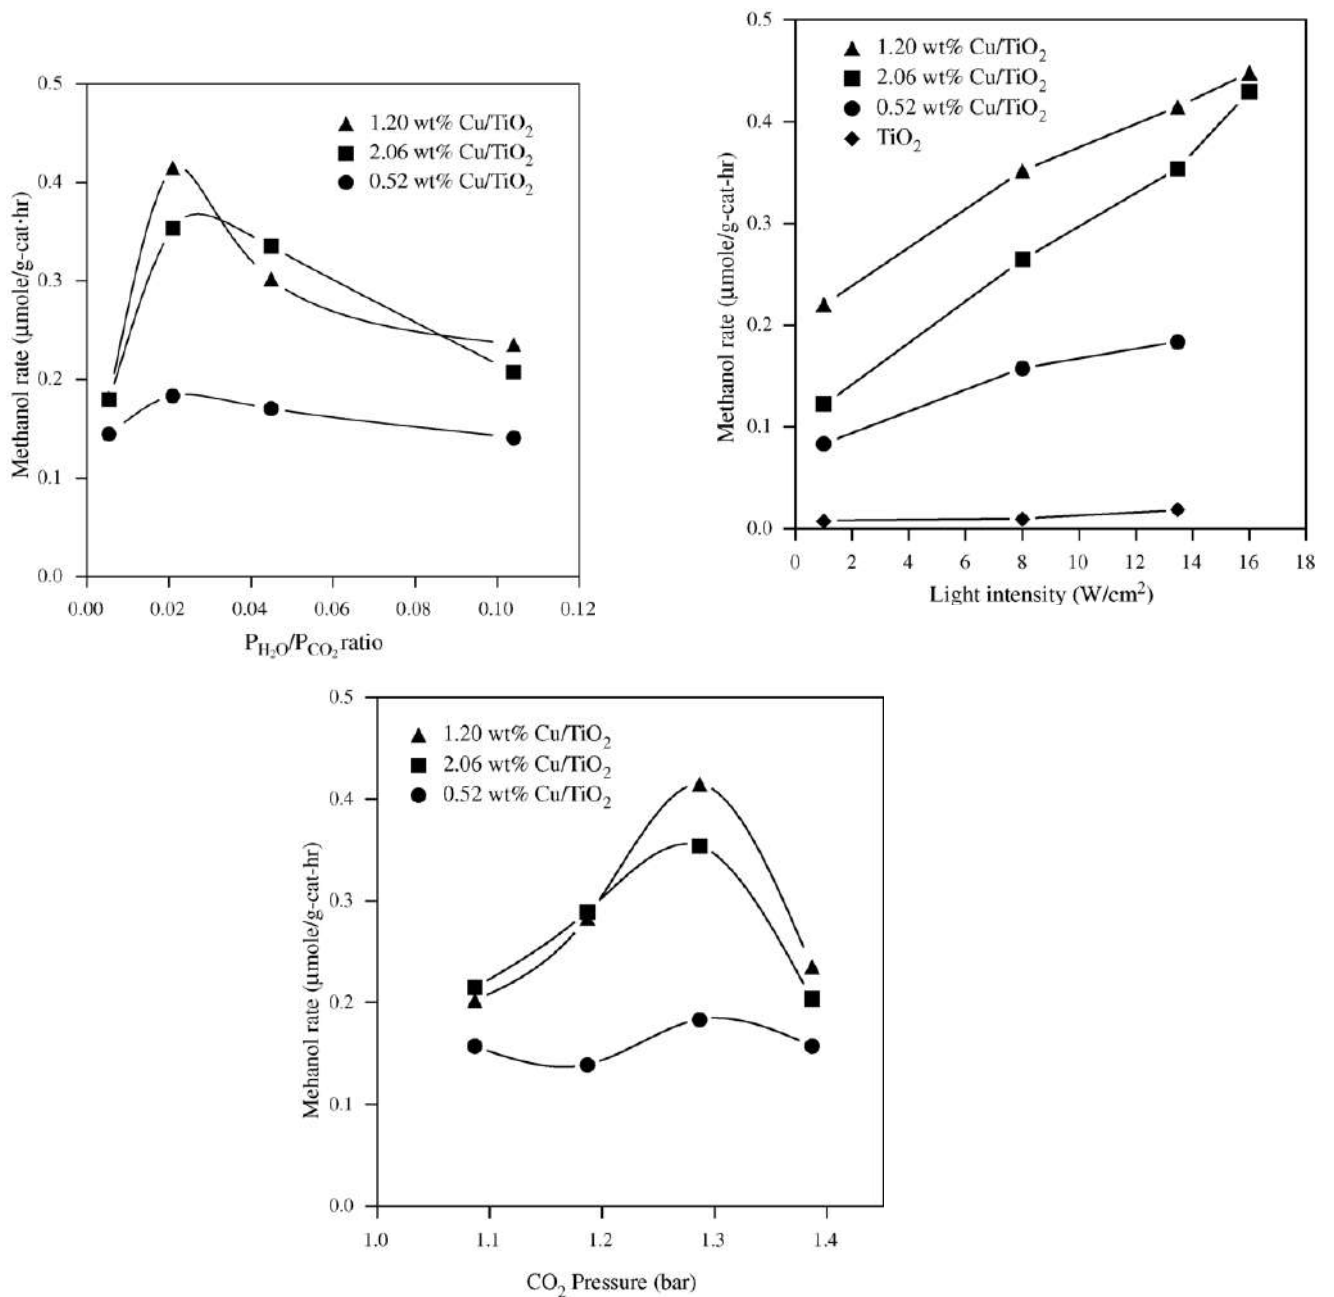 0.5
0.4
0.3
0.2
0.1
0.0
Methanol rate (μmole/g-cat·hr)
1.20 wt% Cu/TiO₂
2.06 wt% Cu/TiO₂
0.52 wt% Cu/TiO₂
0.00 0.02 0.04 0.06 0.08 0.10 0.12
P_H₂O/P_CO₂ ratio
0.5
0.4
0.3
0.2
0.1
0.0
Methanol rate (μmole/g-cat-hr)
1.20 wt% Cu/TiO₂
2.06 wt% Cu/TiO₂
0.52 wt% Cu/TiO₂
TiO₂
0 2 4 6 8 10 12 14 16 18
Light intensity (W/cm²)
0.5
0.4
0.3
0.2
0.1
0.0
Mehanol rate (μmole/g-cat-hr)
1.20 wt% Cu/TiO₂
2.06 wt% Cu/TiO₂
0.52 wt% Cu/TiO₂
1.0 1.1 1.2 1.3 1.4
CO₂ Pressure (bar)